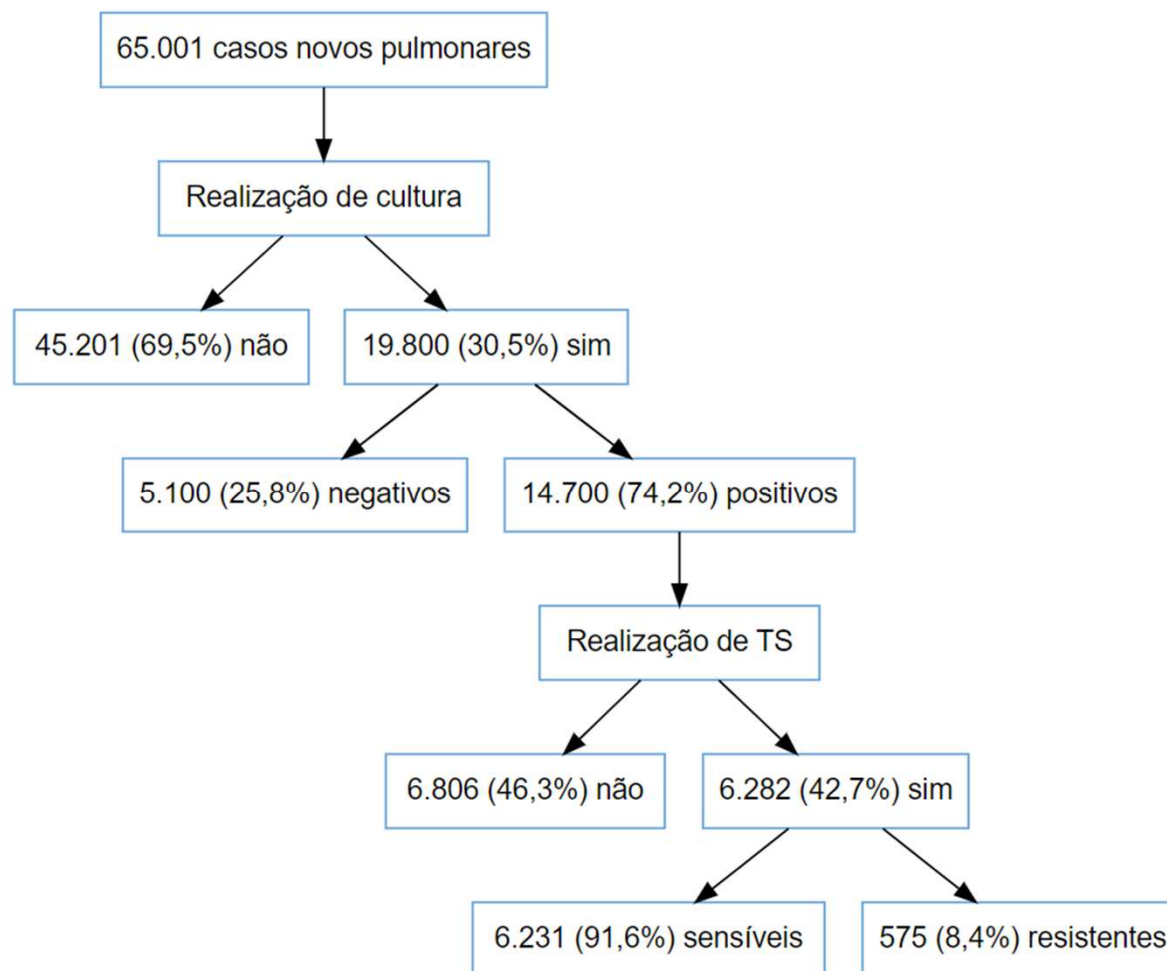 65.001 casos novos pulmonares
Realização de cultura
45.201 (69,5%) não
19.800 (30,5%) sim
5.100 (25,8%) negativos
14.700 (74,2%) positivos
Realização de TS
6.806 (46,3%) não
6.282 (42,7%) sim
6.231 (91,6%) sensíveis
575 (8,4%) resistentes